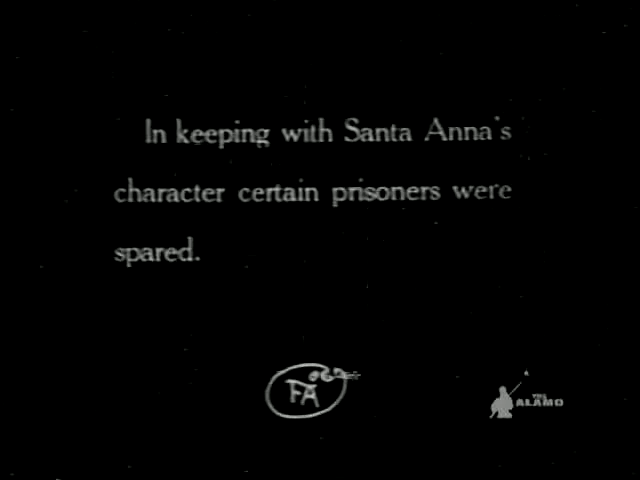 In keeping with Santa Anna's
character certain prisoners were
spared.
FA
THE
ALAMO